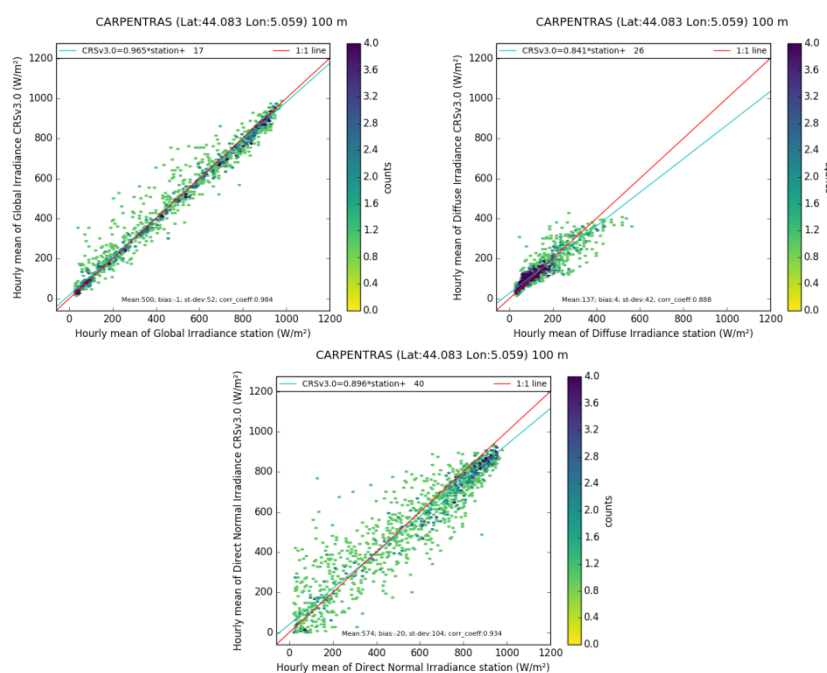 CARPENTRAS (Lat:44.083 Lon:5.059) 100 m
CRSv3.0=0.965*station+ 17
1:1 line
Hourly mean of Global Irradiance CRSv3.0 (W/m²)
1200
1000
800
600
400
200
0
Mean:500; bias:-1; st-dev:52; corr_coeff:0.984
0 200 400 600 800 1000 1200
Hourly mean of Global Irradiance station (W/m²)
4.0
3.6
3.2
2.8
2.4
2.0
1.6
1.2
0.8
0.4
0.0
counts
CARPENTRAS (Lat:44.083 Lon:5.059) 100 m
CRSv3.0=0.841*station+ 26
1:1 line
Hourly mean of Diffuse Irradiance CRSv3.0 (W/m²)
1200
1000
800
600
400
200
0
Mean:137; bias:4; st-dev:42; corr_coeff:0.888
0 200 400 600 800 1000 1200
Hourly mean of Diffuse Irradiance station (W/m²)
4.0
3.6
3.2
2.8
2.4
2.0
1.6
1.2
0.8
0.4
0.0
counts
CARPENTRAS (Lat:44.083 Lon:5.059) 100 m
CRSv3.0=0.896*station+ 40
1:1 line
Hourly mean of Direct Normal Irradiance CRSv3.0 (W/m²)
1200
1000
800
600
400
200
0
Mean:574; bias:-20; st-dev:104; corr_coeff:0.934
0 200 400 600 800 1000 1200
Hourly mean of Direct Normal Irradiance station (W/m²)
4.0
3.6
3.2
2.8
2.4
2.0
1.6
1.2
0.8
0.4
0.0
counts